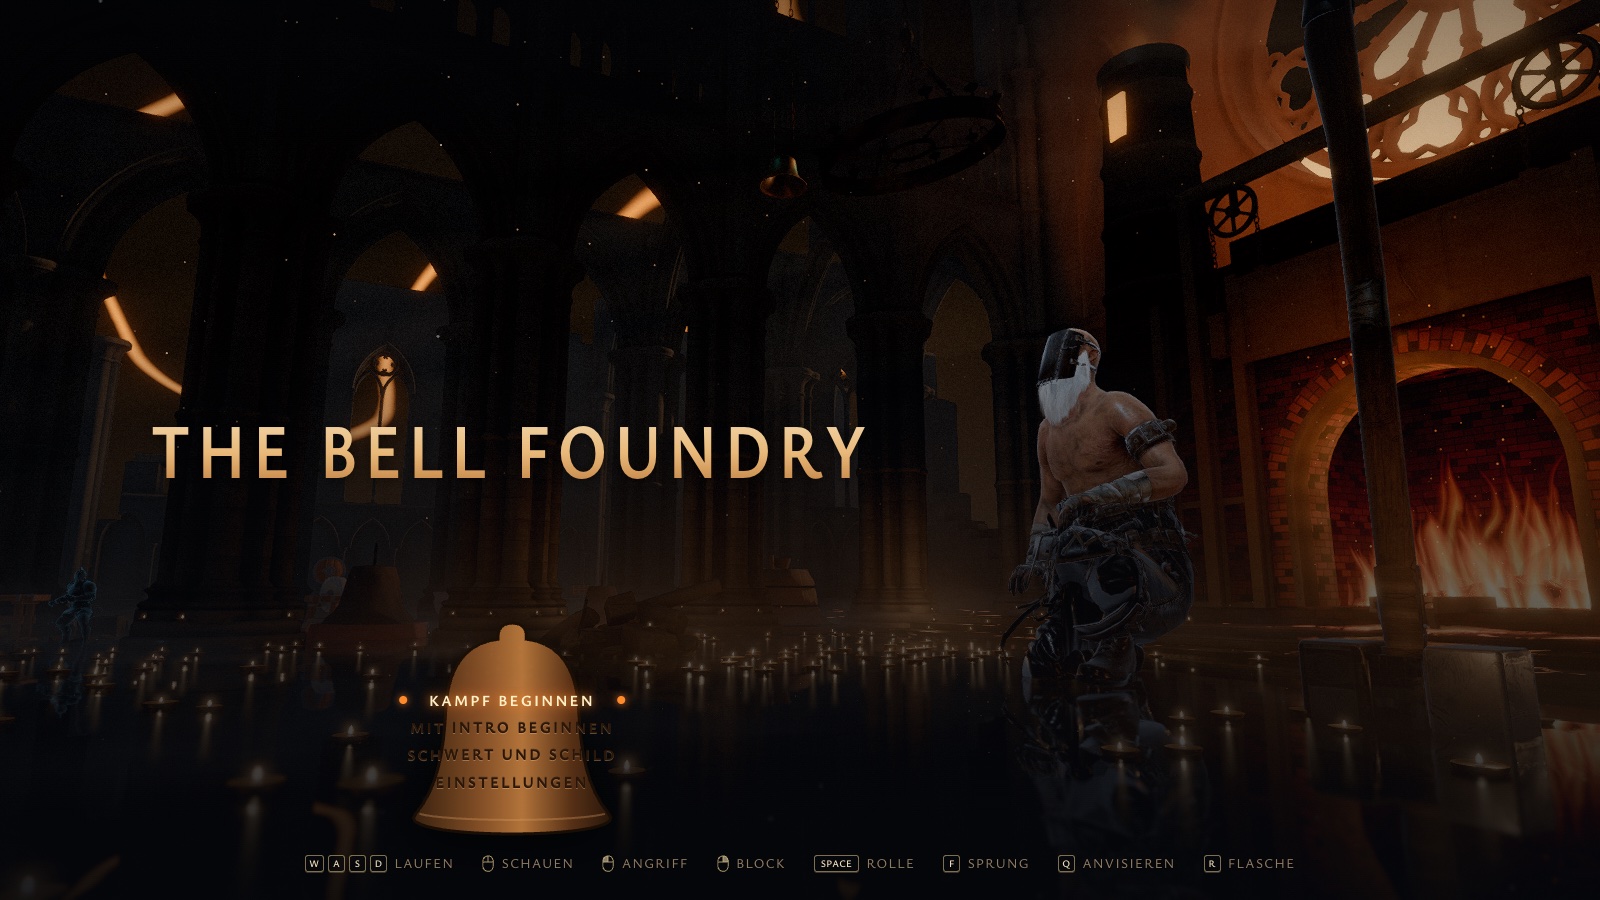 THE BELL FOUNDRY
KAMPF BEGINNEN
MIT INTRO BEGINNEN
SCHWERT UND SCHILD
EINSTELLUNGEN
W A S D LAUFEN SCHAUEN ANGRIFF BLOCK SPACE ROLLE F SPRUNG Q ANVISIEREN R FLASCHE